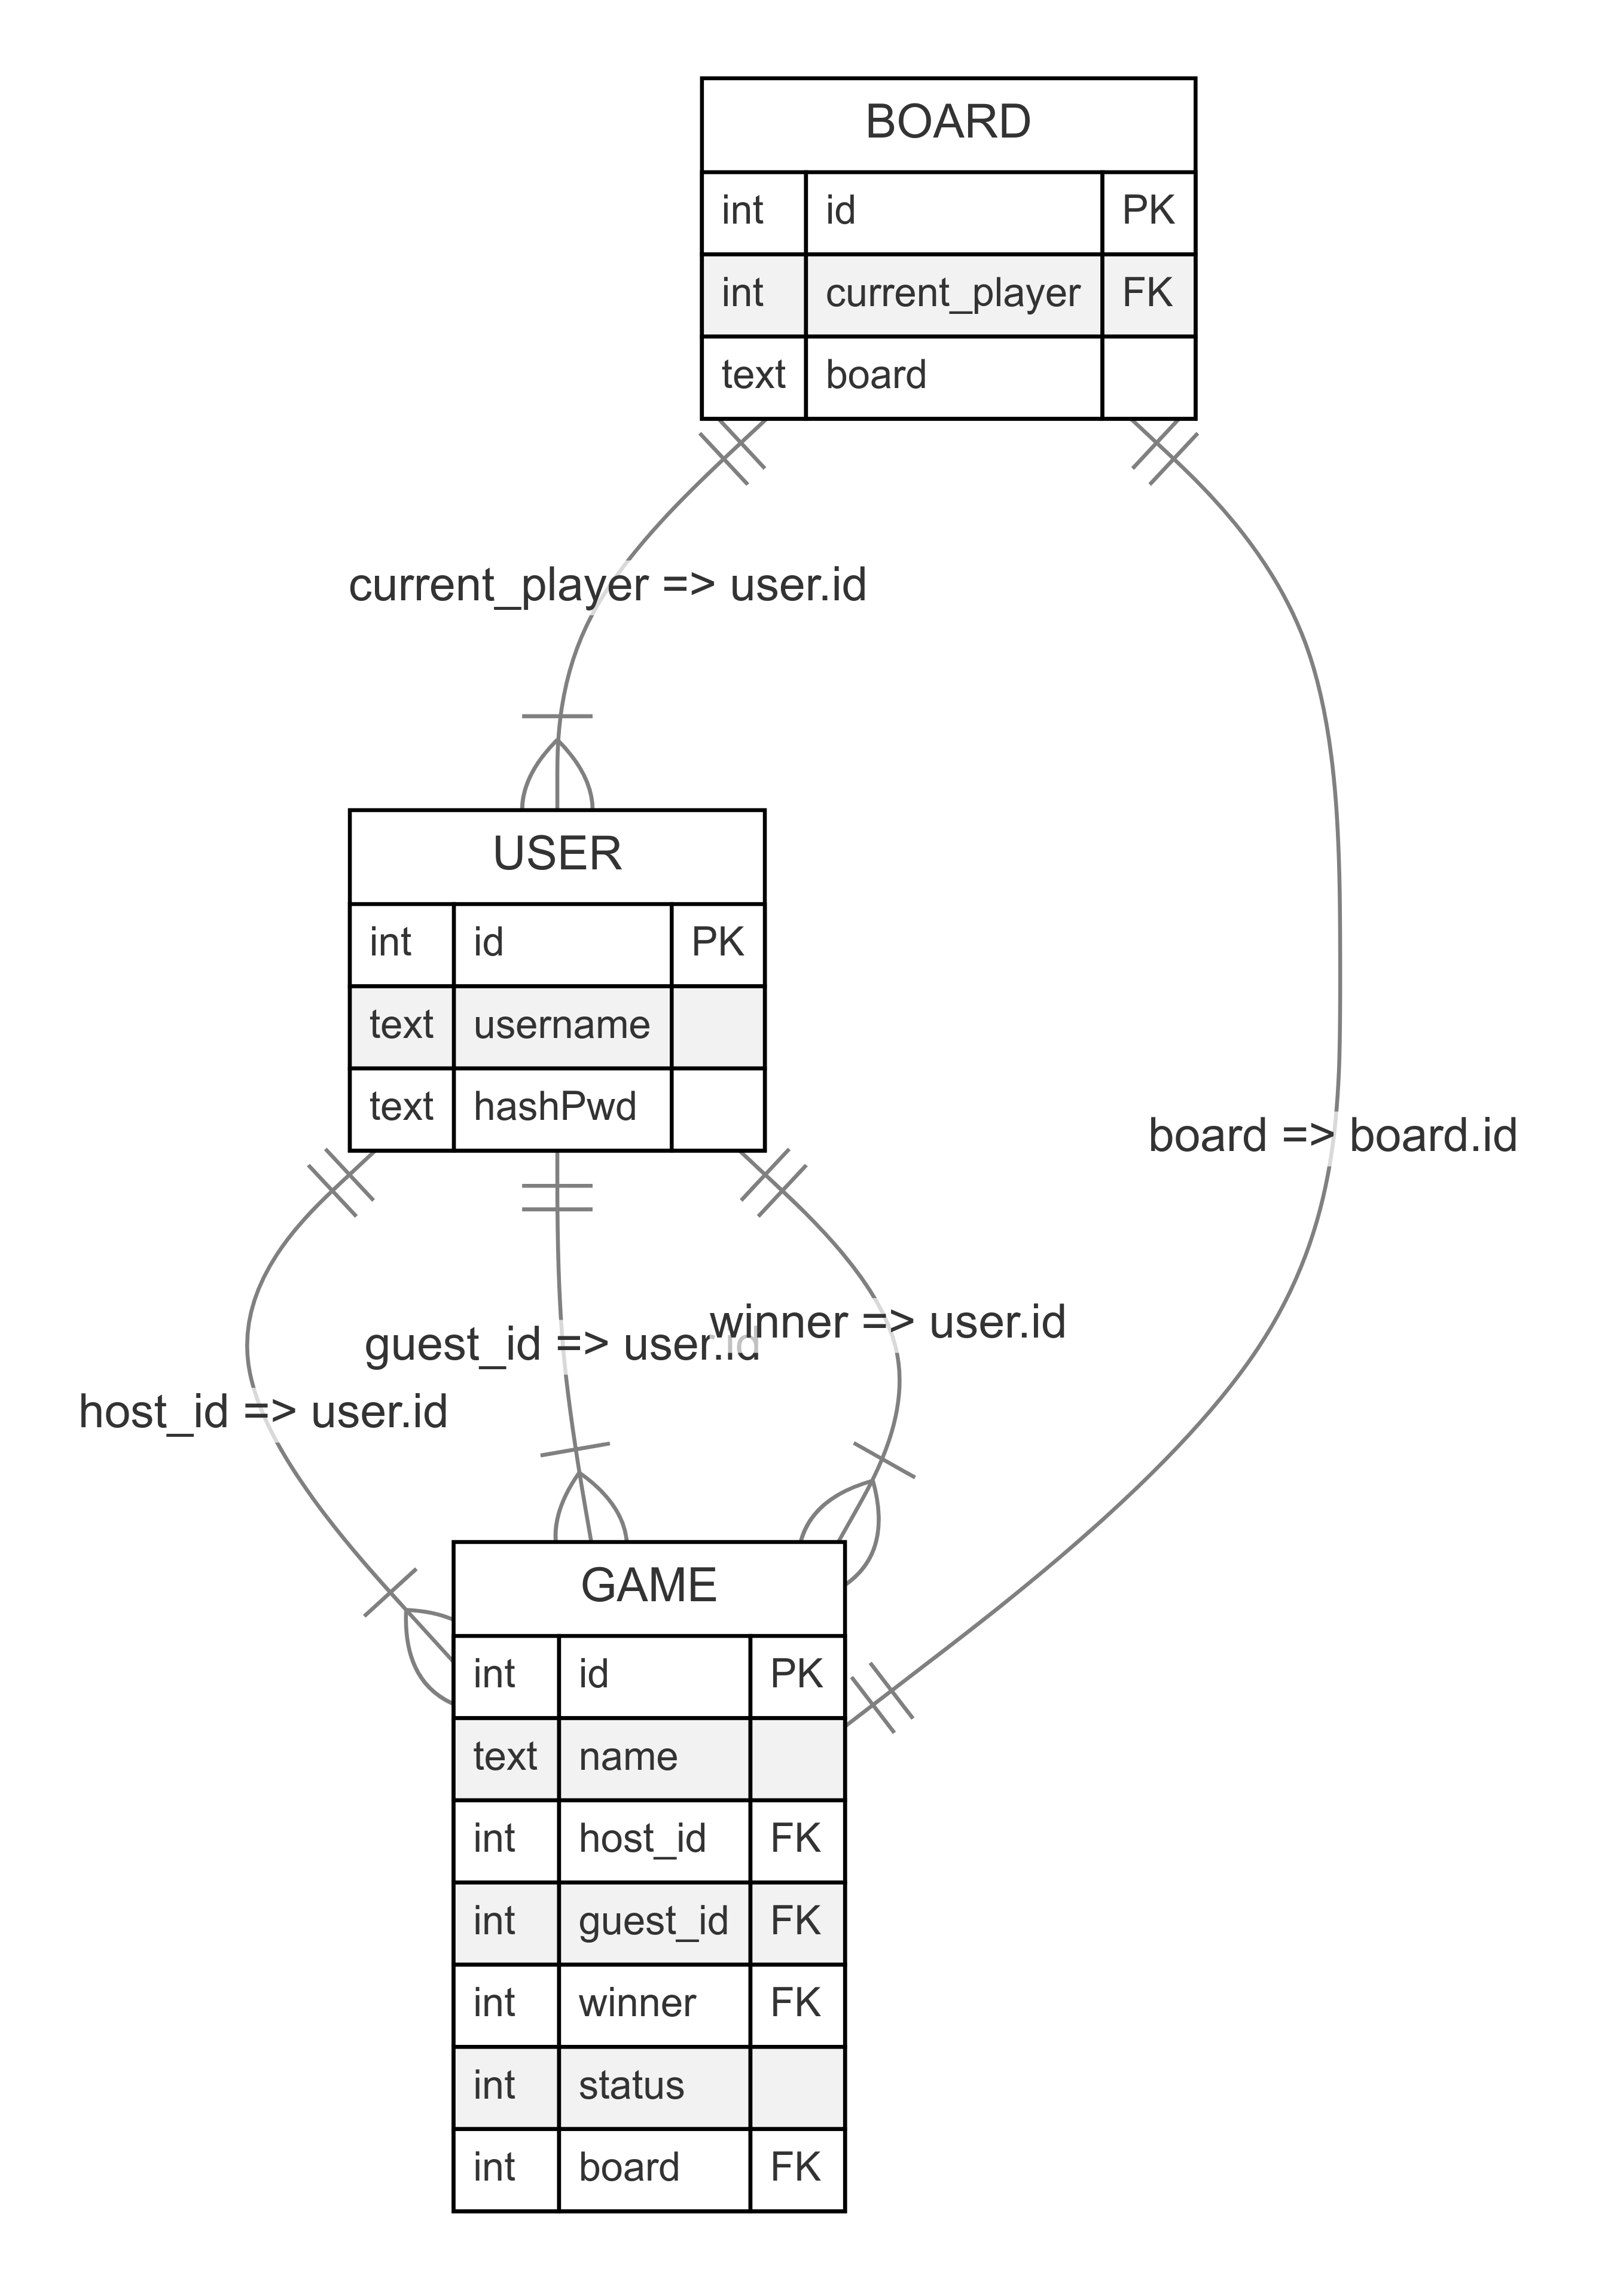 BOARD
int id PK
int current_player FK
text board
current_player => user.id
USER
int id PK
text username
text hashPwd
board => board.id
winner => user.id
guest_id => user.id
host_id => user.id
GAME
int id PK
text name
int host_id FK
int guest_id FK
int winner FK
int status
int board FK